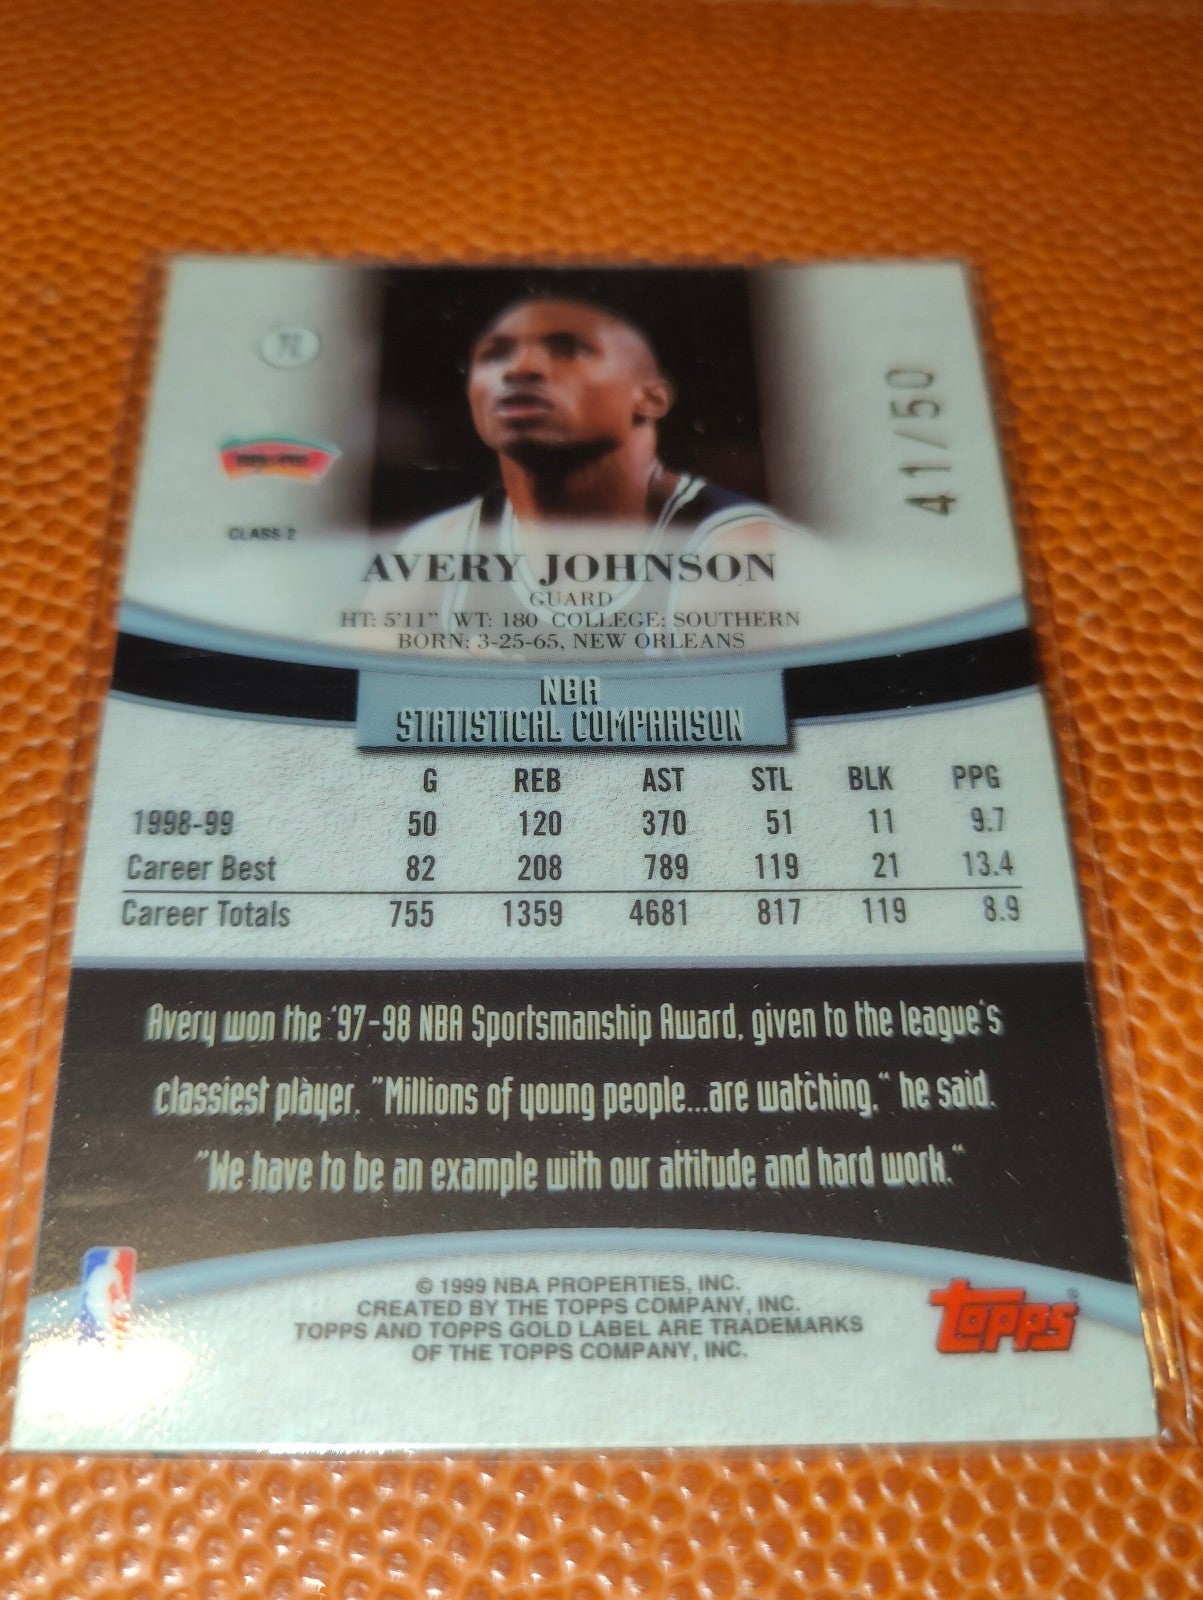 41/50
CLASS 2
AVERY JOHNSON
GUARD
HT: 5'11" WT: 180 COLLEGE: SOUTHERN
BORN: 3-25-65, NEW ORLEANS
NBA
STATISTICAL COMPARISON
G REB AST STL BLK PPG
1998-99 50 120 370 51 11 9.7
Career Best 82 208 789 119 21 13.4
Career Totals 755 1359 4681 817 119 8.9
Avery won the '97-98 NBA Sportsmanship Award, given to the league's
classiest player. "Millions of young people...are watching," he said.
"We have to be an example with our attitude and hard work."
© 1999 NBA PROPERTIES, INC.
CREATED BY THE TOPPS COMPANY, INC.
TOPPS AND TOPPS GOLD LABEL ARE TRADEMARKS
OF THE TOPPS COMPANY, INC.
TOPPS